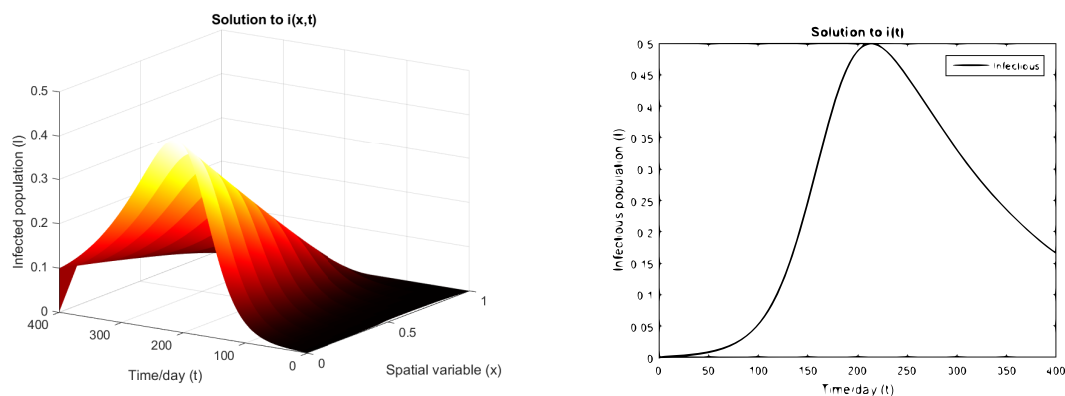 Solution to i(x,t)
0.5
0.4
0.3
0.2
0.1
0
Infected population (I)
400
300
200
100
0
Time/day (t)
0
0.5
1
Spatial variable (x)
Solution to i(t)
0.5
0.45
0.4
0.35
0.3
0.25
0.2
0.15
0.1
0.05
0
Infectious population (I)
Infectious
0 50 100 150 200 250 300 350 400
Time/day (t)